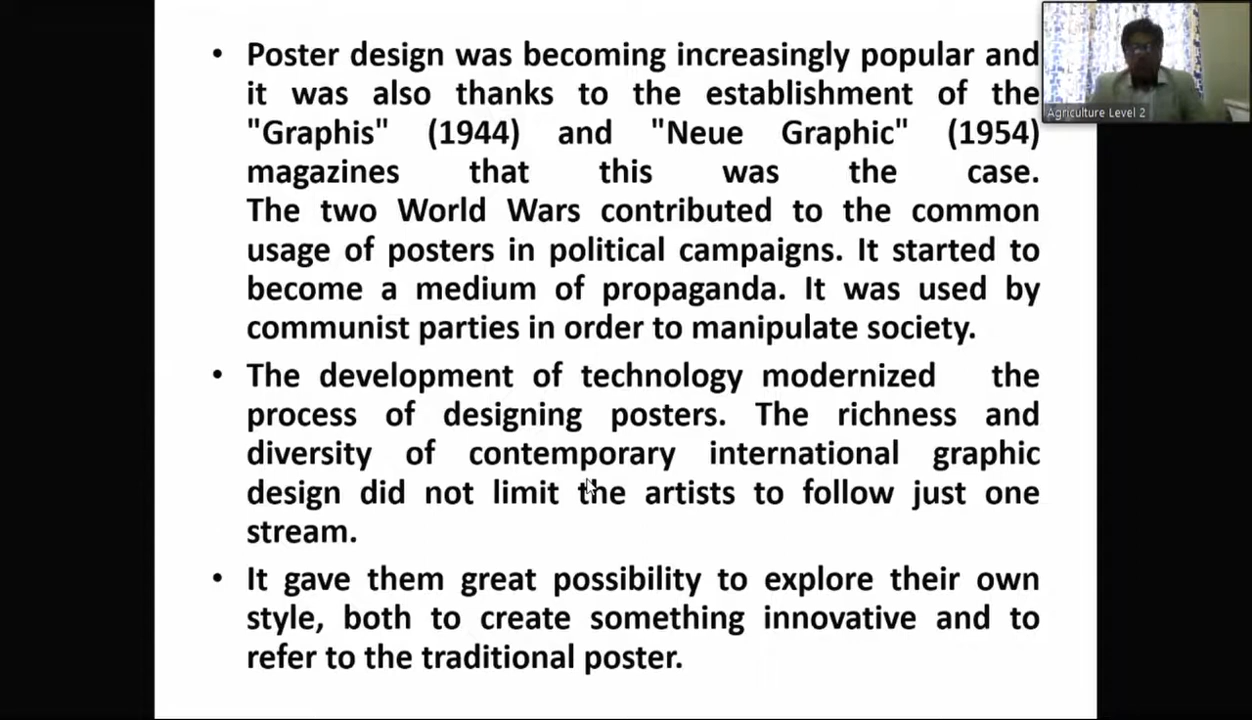 • Poster design was becoming increasingly popular and
it was also thanks to the establishment of the
"Graphis" (1944) and "Neue Graphic" (1954)
magazines that this was the case.
The two World Wars contributed to the common
usage of posters in political campaigns. It started to
become a medium of propaganda. It was used by
communist parties in order to manipulate society.
• The development of technology modernized the
process of designing posters. The richness and
diversity of contemporary international graphic
design did not limit the artists to follow just one
stream.
• It gave them great possibility to explore their own
style, both to create something innovative and to
refer to the traditional poster.
Agriculture Level 2